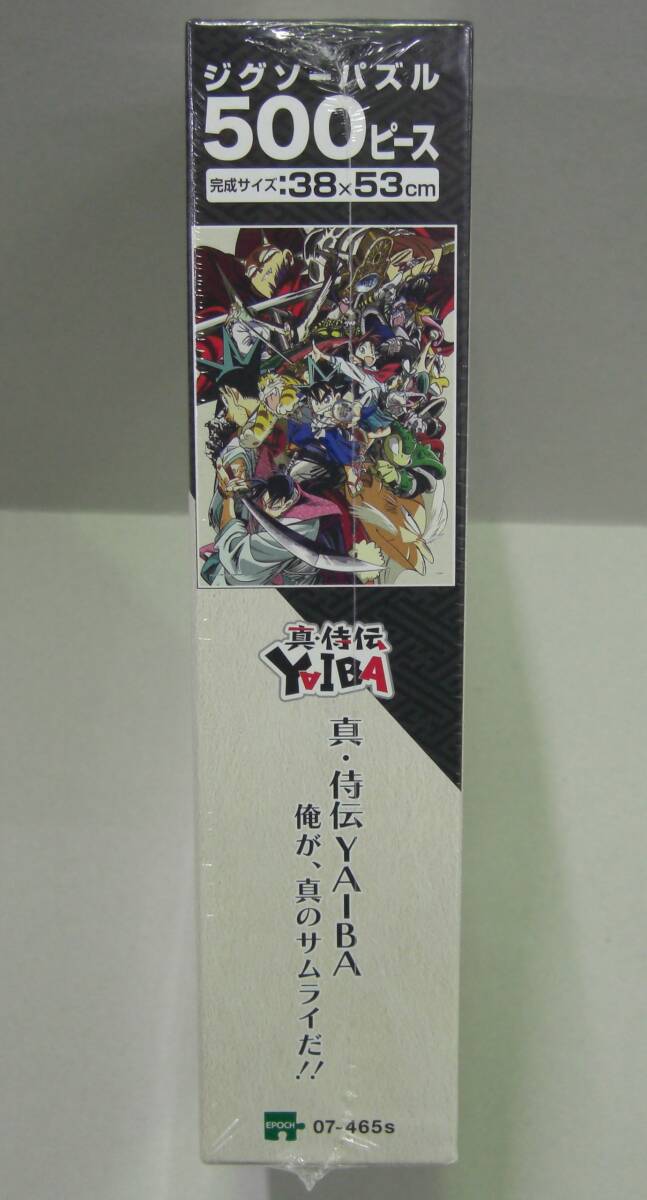 ジグソーパズル
500ピース
完成サイズ:38×53cm
真・侍伝
YAIBA
真・侍伝YAIBA
俺が、真のサムライだ!!
EPOCH 07-465s